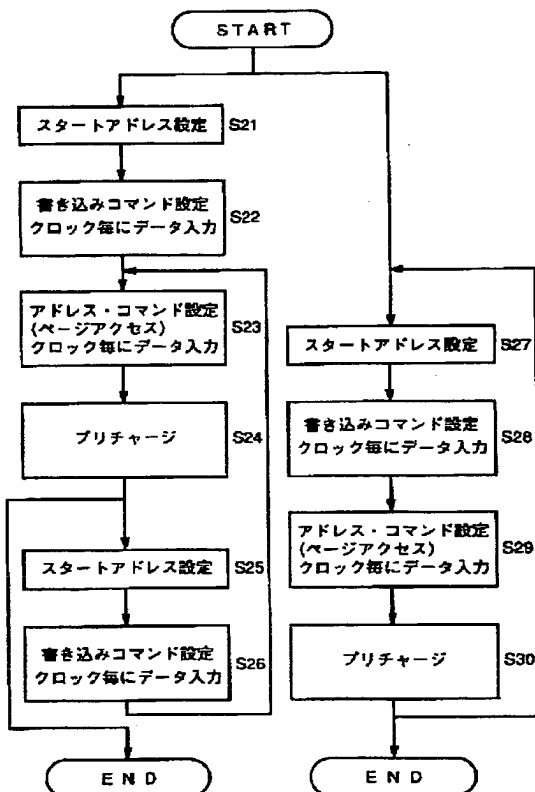 START
スタートアドレス設定
S21
書き込みコマンド設定
クロック毎にデータ入力
S22
アドレス・コマンド設定
(ページアクセス)
クロック毎にデータ入力
S23
プリチャージ
S24
スタートアドレス設定
S25
書き込みコマンド設定
クロック毎にデータ入力
S26
END
スタートアドレス設定
S27
書き込みコマンド設定
クロック毎にデータ入力
S28
アドレス・コマンド設定
(ページアクセス)
クロック毎にデータ入力
S29
プリチャージ
S30
END